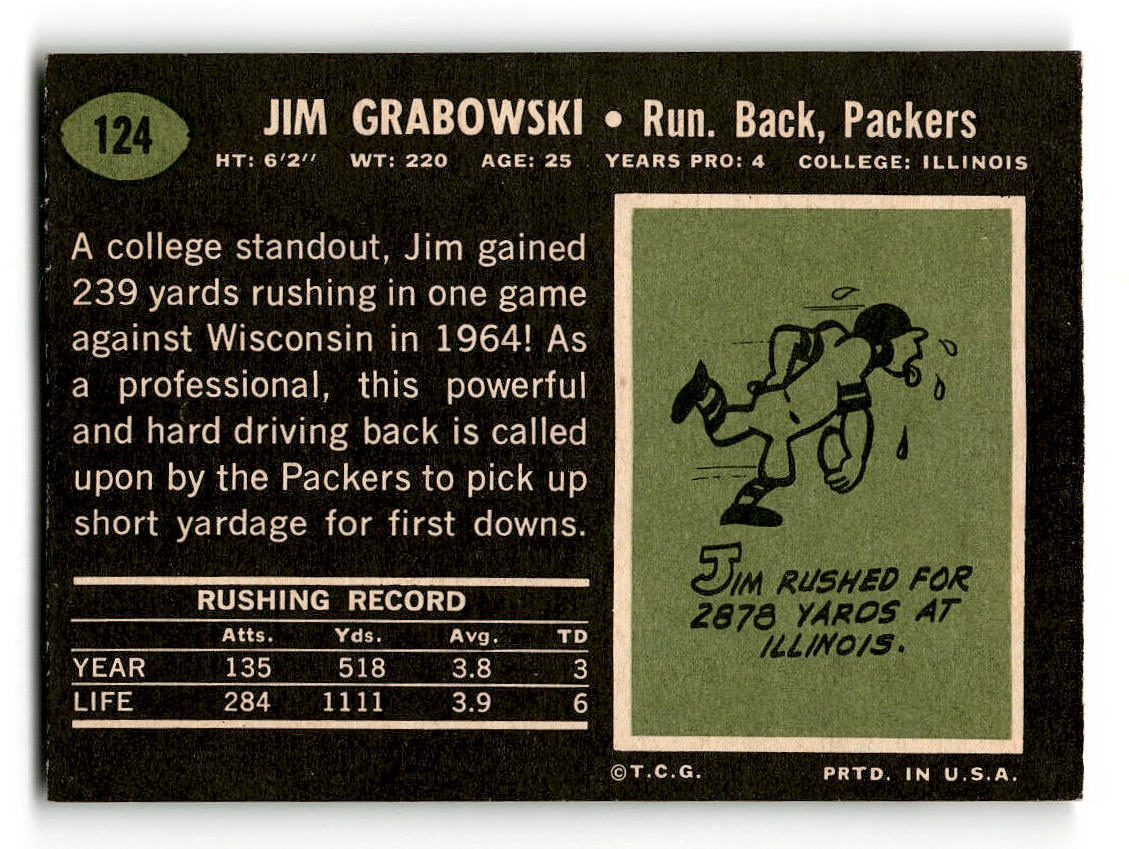 124
JIM GRABOWSKI • Run. Back, Packers
HT: 6'2" WT: 220 AGE: 25 YEARS PRO: 4 COLLEGE: ILLINOIS
A college standout, Jim gained
239 yards rushing in one game
against Wisconsin in 1964! As
a professional, this powerful
and hard driving back is called
upon by the Packers to pick up
short yardage for first downs.
RUSHING RECORD
Atts. Yds. Avg. TD
YEAR 135 518 3.8 3
LIFE 284 1111 3.9 6
JIM RUSHED FOR
2878 YARDS AT
ILLINOIS.
©T.C.G. PRTD. IN U.S.A.